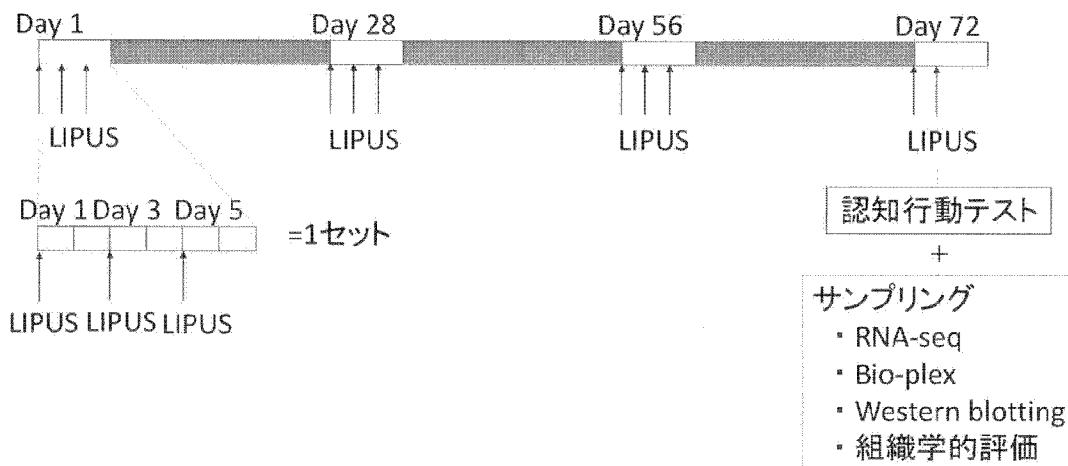 Day 1 Day 28 Day 56 Day 72
LIPUS LIPUS LIPUS LIPUS
Day 1 Day 3 Day 5
=1セット
LIPUS LIPUS LIPUS
認知行動テスト
+
サンプリング
・RNA-seq
・Bio-plex
・Western blotting
・組織学的評価